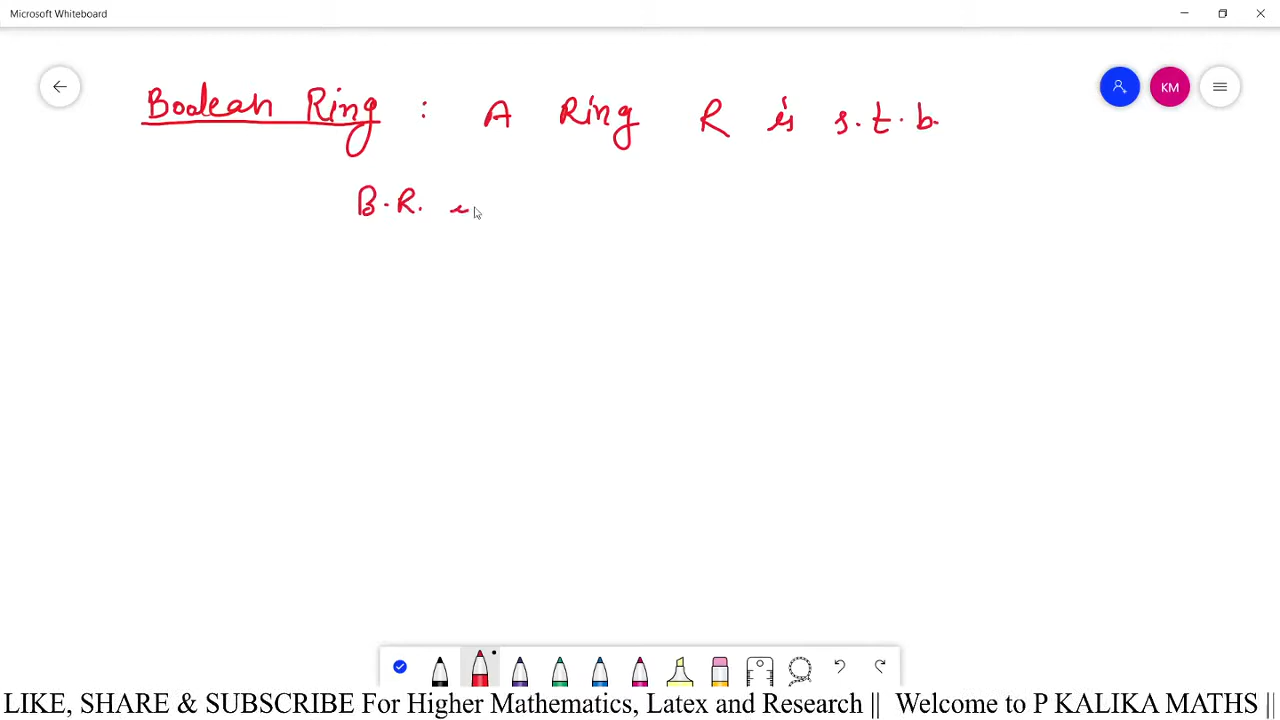 Microsoft Whiteboard
KM
Boolean Ring : A Ring R is s.t.b.
B.R.
LIKE, SHARE & SUBSCRIBE For Higher Mathematics, Latex and Research || Welcome to P KALIKA MATHS ||